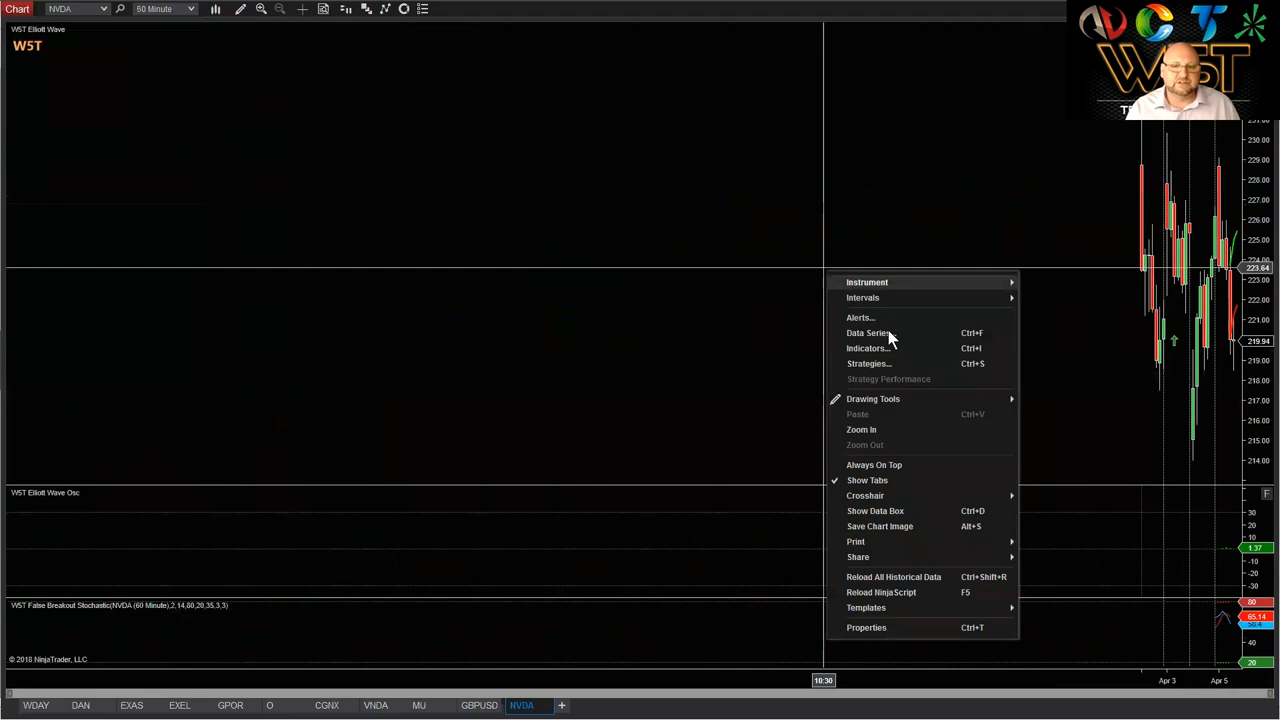 Chart NVDA 60 Minute
W5T Elliott Wave
W5T
W5T
229.00
228.00
227.00
226.00
225.00
224.00
223.64
222.00
221.00
219.94
219.00
218.00
217.00
216.00
215.00
214.00
Instrument
Intervals
Alerts...
Data Series...
Ctrl+F
Indicators...
Ctrl+I
Strategies...
Ctrl+S
Strategy Performance
Drawing Tools
Paste
Ctrl+V
Zoom In
Zoom Out
Always On Top
Show Tabs
Crosshair
Show Data Box
Ctrl+D
Save Chart Image
Alt+S
Print
Share
Reload All Historical Data
Ctrl+Shift+R
Reload NinjaScript
F5
Templates
Properties
Ctrl+T
W5T Elliott Wave Osc
F
30
20
10
1.37
-10
-20
-30
W5T False Breakout Stochastic(NVDA (60 Minute),2,14,80,20,35,3,3)
80
65.14
40
20
© 2018 NinjaTrader, LLC
10:30
Apr 3
Apr 5
WDAY DAN EXAS EXEL GPOR O CGNX VNDA MU GBPUSD NVDA +